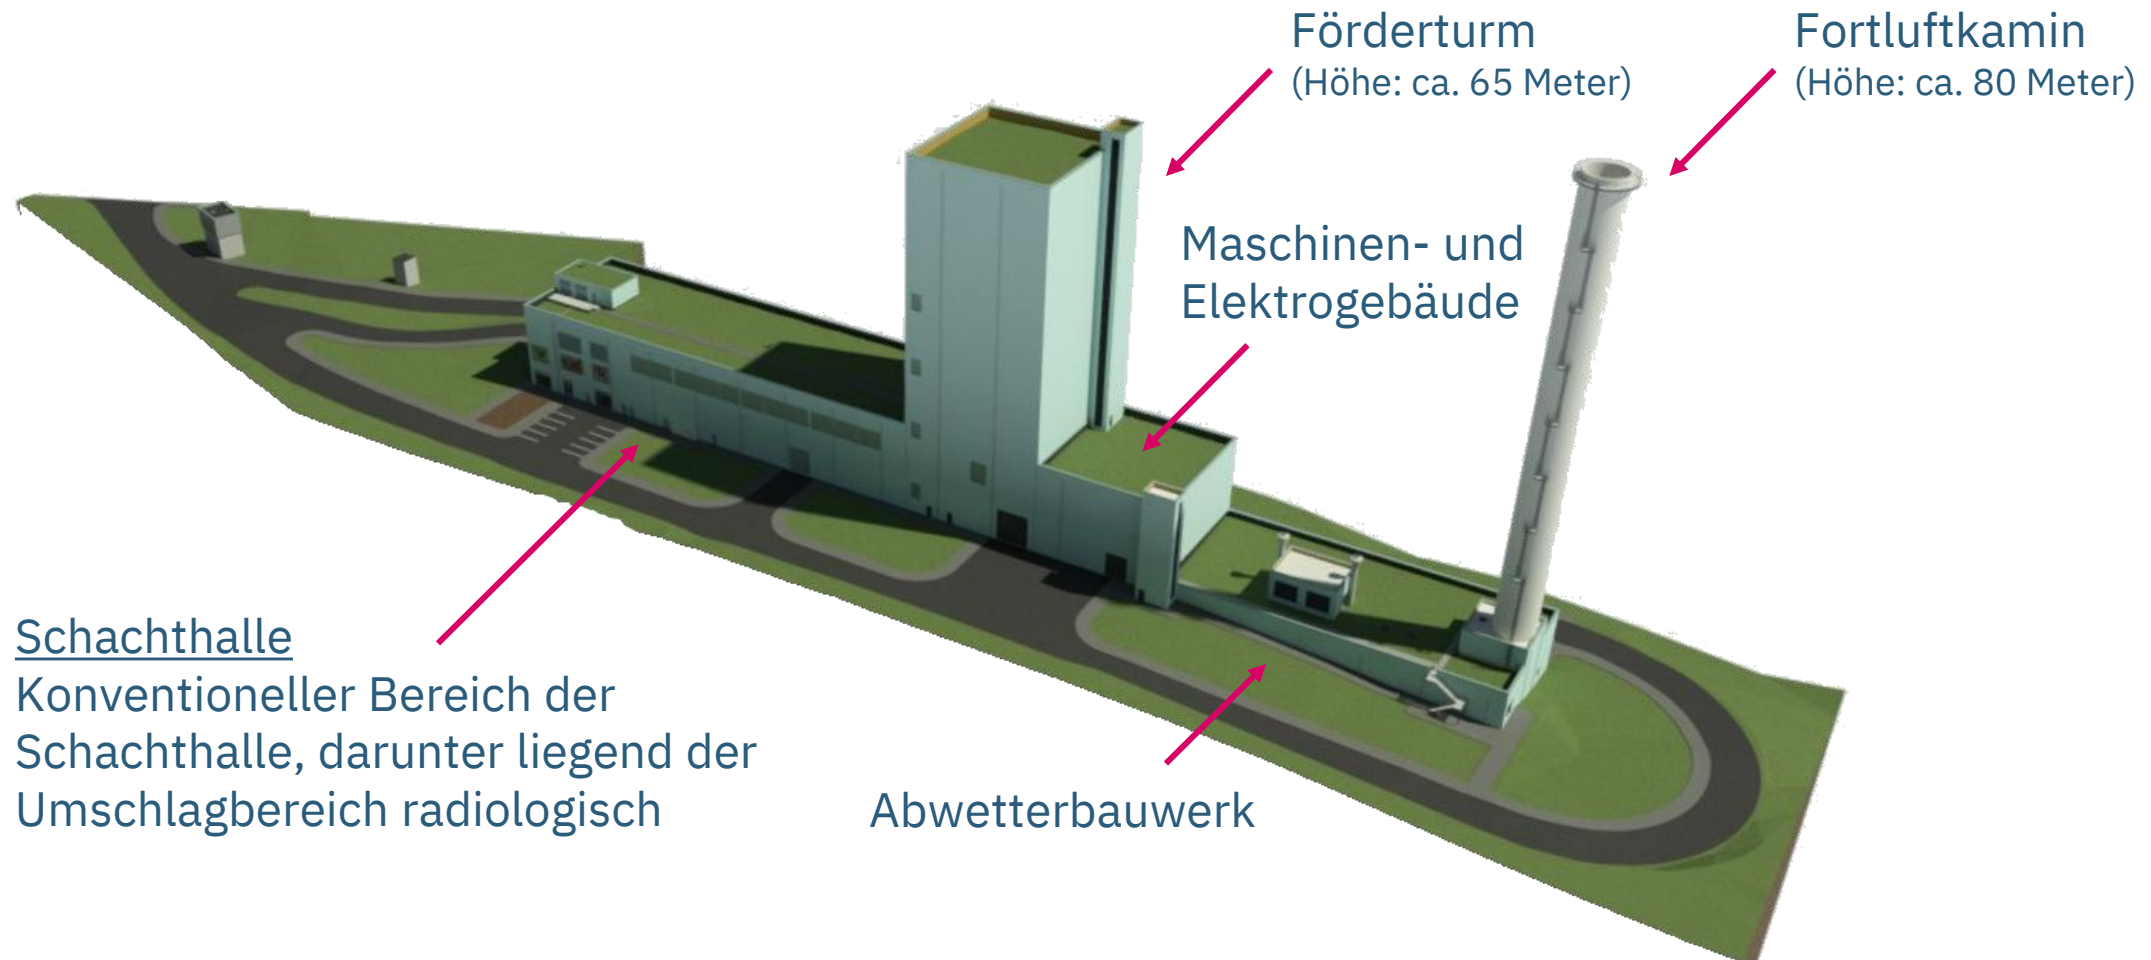 Förderturm
(Höhe: ca. 65 Meter)
Fortluftkamin
(Höhe: ca. 80 Meter)
Maschinen- und
Elektrogebäude
Schachthalle
Konventioneller Bereich der
Schachthalle, darunter liegend der
Umschlagbereich radiologisch
Abwetterbauwerk